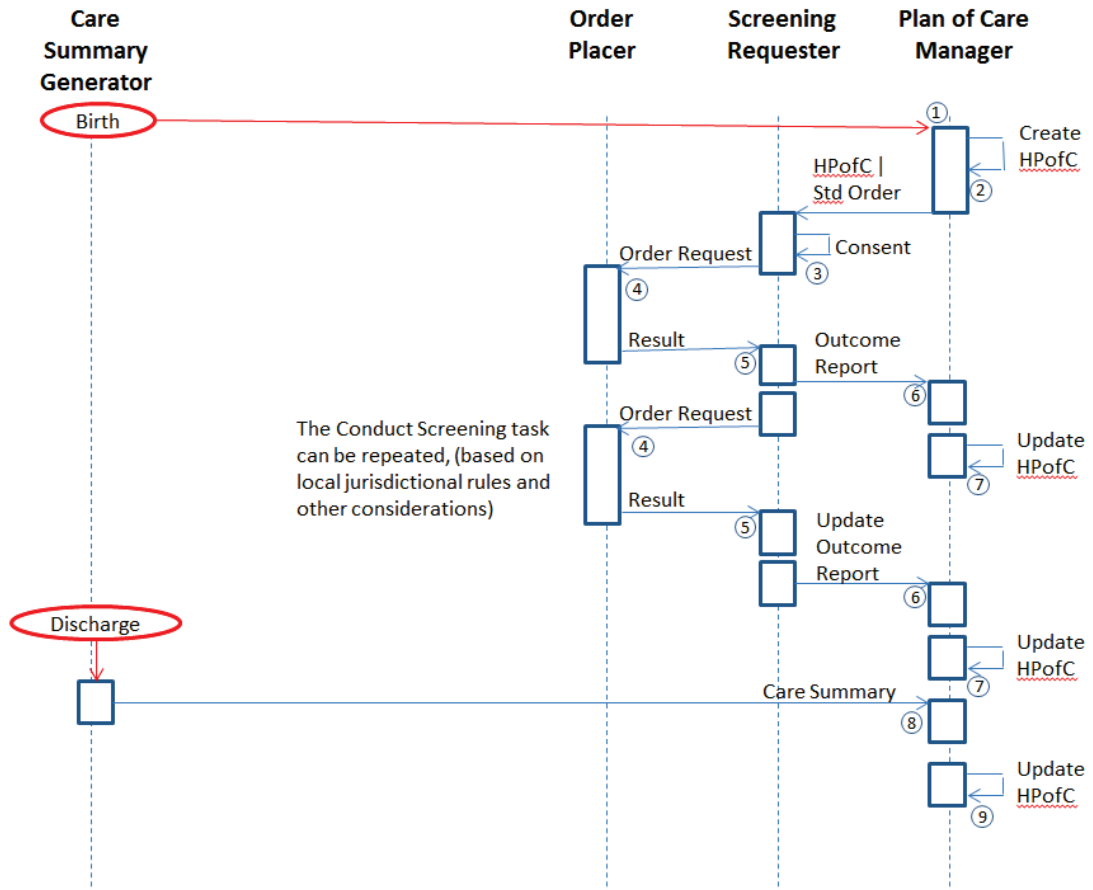 Care
Summary
Generator
Order
Placer
Screening
Requester
Plan of Care
Manager
Birth
1
Create
HPofC
2
HPofC |
Std Order
Consent
3
Order Request
4
Result
5
Outcome
Report
6
Order Request
4
The Conduct Screening task
can be repeated, (based on
local jurisdictional rules and
other considerations)
Update
HPofC
7
Result
5
Update
Outcome
Report
6
Discharge
Update
HPofC
7
Care Summary
8
Update
HPofC
9